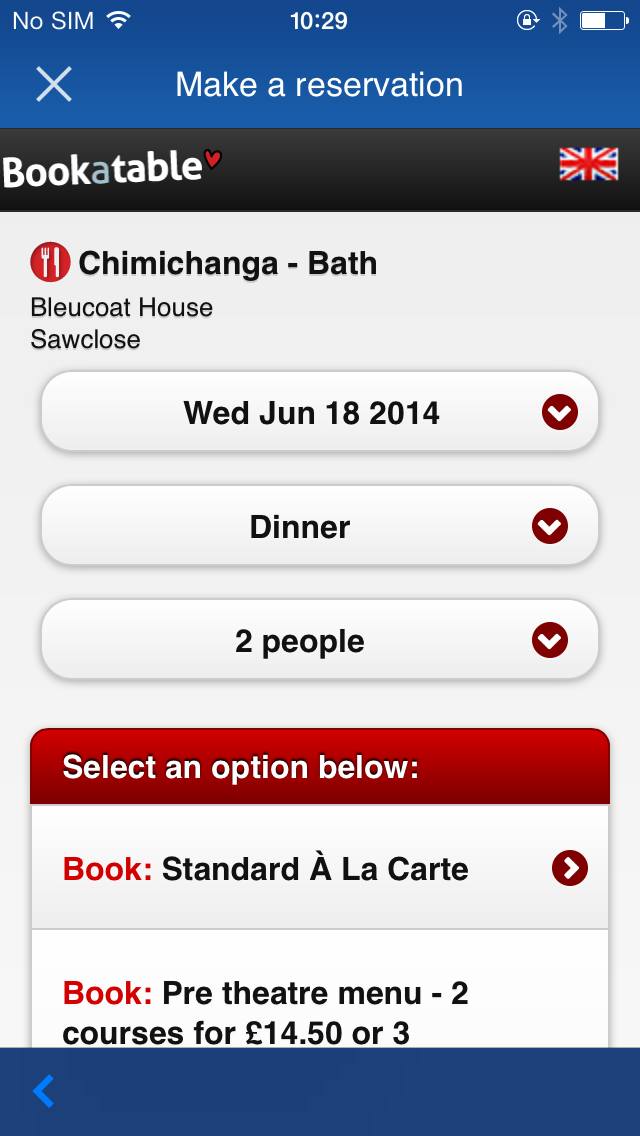 No SIM 10:29
Make a reservation
Bookatable
Chimichanga - Bath
Bleucoat House
Sawclose
Wed Jun 18 2014
Dinner
2 people
Select an option below:
Book: Standard À La Carte
Book: Pre theatre menu - 2
courses for £14.50 or 3